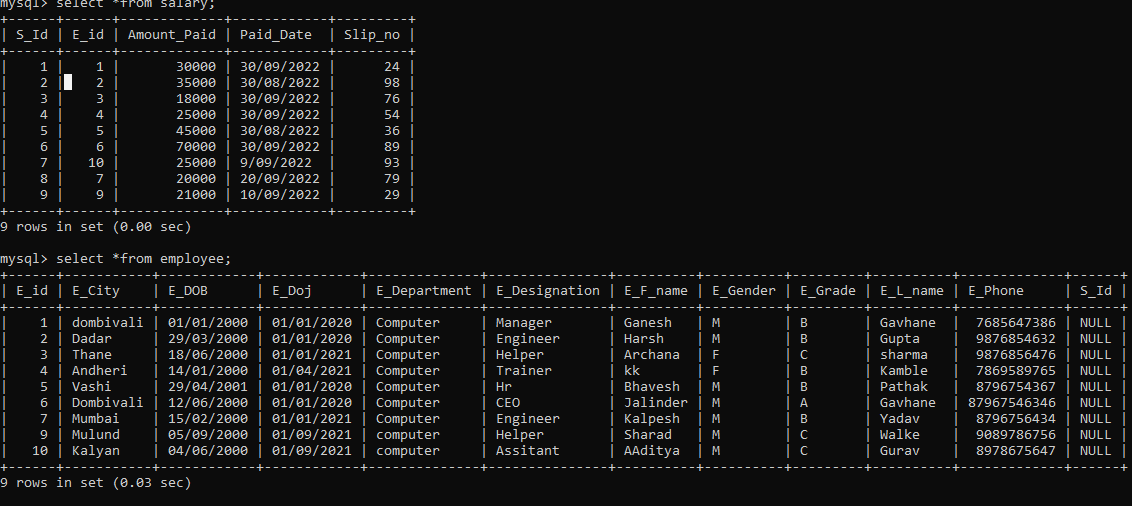 mysql> select *from salary;
+------+------+-------------+------------+---------+
| S_Id | E_id | Amount_Paid | Paid_Date  | Slip_no |
+------+------+-------------+------------+---------+
|    1 |    1 |       30000 | 30/09/2022 |      24 |
|    2 |    2 |       35000 | 30/08/2022 |      98 |
|    3 |    3 |       18000 | 30/09/2022 |      76 |
|    4 |    4 |       25000 | 30/09/2022 |      54 |
|    5 |    5 |       45000 | 30/08/2022 |      36 |
|    6 |    6 |       70000 | 30/09/2022 |      89 |
|    7 |   10 |       25000 | 9/09/2022  |      93 |
|    8 |    7 |       20000 | 20/09/2022 |      79 |
|    9 |    9 |       21000 | 10/09/2022 |      29 |
+------+------+-------------+------------+---------+
9 rows in set (0.00 sec)
mysql> select *from employee;
+------+-----------+------------+------------+--------------+---------------+----------+----------+---------+----------+-------------+------+
| E_id | E_City    | E_DOB      | E_Doj      | E_Department | E_Designation | E_F_name | E_Gender | E_Grade | E_L_name | E_Phone     | S_Id |
+------+-----------+------------+------------+--------------+---------------+----------+----------+---------+----------+-------------+------+
|    1 | dombivali | 01/01/2000 | 01/01/2020 | Computer     | Manager       | Ganesh   | M        | B       | Gavhane  |  7685647386 | NULL |
|    2 | Dadar     | 29/03/2000 | 01/01/2020 | Computer     | Engineer      | Harsh    | M        | B       | Gupta    |  9876854632 | NULL |
|    3 | Thane     | 18/06/2000 | 01/01/2021 | Computer     | Helper        | Archana  | F        | C       | sharma   |  9876856476 | NULL |
|    4 | Andheri   | 14/01/2000 | 01/04/2021 | Computer     | Trainer       | kk       | F        | B       | Kamble   |  7869589765 | NULL |
|    5 | Vashi     | 29/04/2001 | 01/01/2020 | Computer     | Hr            | Bhavesh  | M        | B       | Pathak   |  8796754367 | NULL |
|    6 | Dombivali | 12/06/2000 | 01/01/2020 | Computer     | CEO           | Jalinder | M        | A       | Gavhane  | 87967546346 | NULL |
|    7 | Mumbai    | 15/02/2000 | 01/01/2021 | Computer     | Engineer      | Kalpesh  | M        | B       | Yadav    |  8796756434 | NULL |
|    9 | Mulund    | 05/09/2000 | 01/09/2021 | computer     | Helper        | Sharad   | M        | C       | Walke    |  9089786756 | NULL |
|   10 | Kalyan    | 04/06/2000 | 01/09/2021 | computer     | Assitant      | AAditya  | M        | C       | Gurav    |  8978675647 | NULL |
+------+-----------+------------+------------+--------------+---------------+----------+----------+---------+----------+-------------+------+
9 rows in set (0.03 sec)